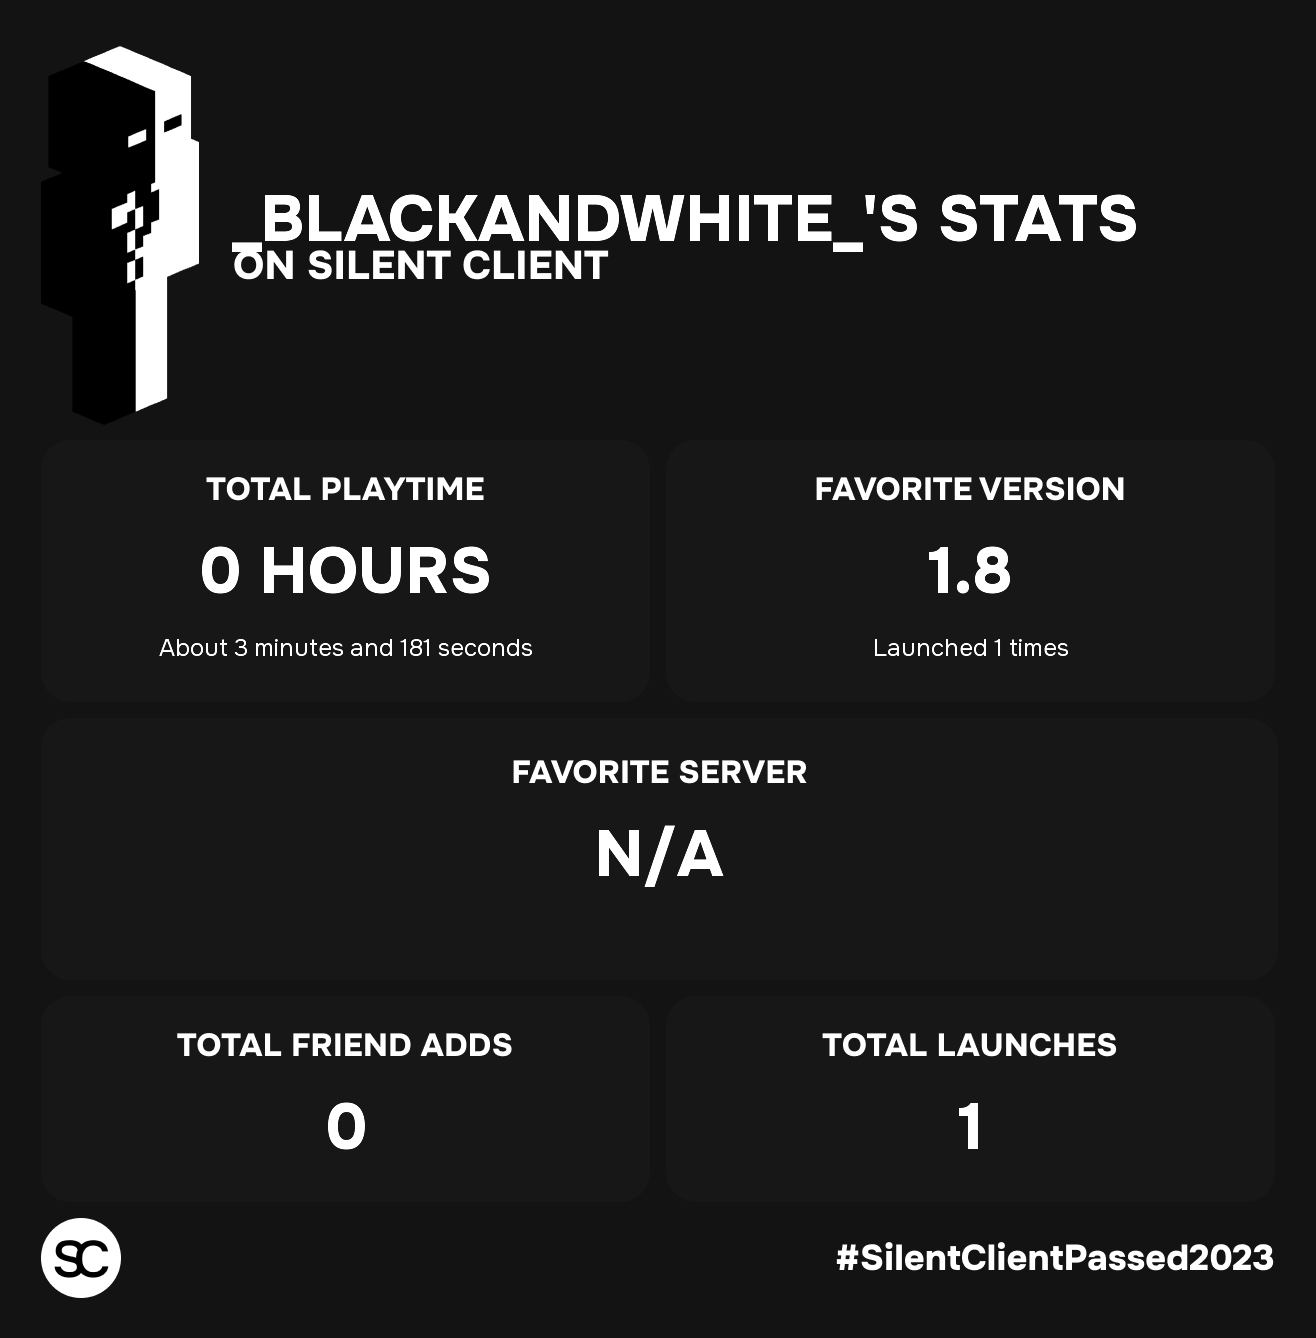 _BLACKANDWHITE_'S STATS
ON SILENT CLIENT
TOTAL PLAYTIME
0 HOURS
About 3 minutes and 181 seconds
FAVORITE VERSION
1.8
Launched 1 times
FAVORITE SERVER
N/A
TOTAL FRIEND ADDS
0
TOTAL LAUNCHES
1
SC
#SilentClientPassed2023